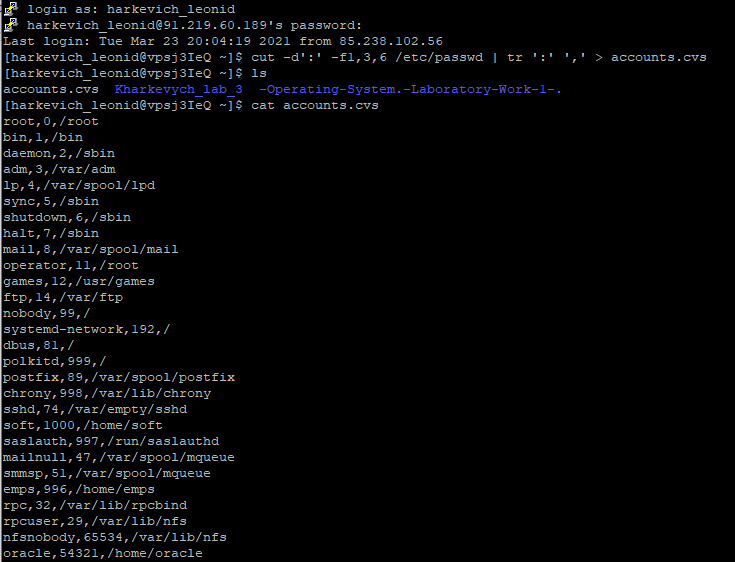 login as: harkevich_leonid
harkevich_leonid@91.219.60.189's password:
Last login: Tue Mar 23 20:04:19 2021 from 85.238.102.56
[harkevich_leonid@vpsj3IeQ ~]$ cut -d':' -f1,3,6 /etc/passwd | tr ':' ',' > accounts.cvs
[harkevich_leonid@vpsj3IeQ ~]$ ls
accounts.cvs  Kharkevych_lab_3  -Operating-System.-Laboratory-Work-1-.
[harkevich_leonid@vpsj3IeQ ~]$ cat accounts.cvs
root,0,/root
bin,1,/bin
daemon,2,/sbin
adm,3,/var/adm
lp,4,/var/spool/lpd
sync,5,/sbin
shutdown,6,/sbin
halt,7,/sbin
mail,8,/var/spool/mail
operator,11,/root
games,12,/usr/games
ftp,14,/var/ftp
nobody,99,/
systemd-network,192,/
dbus,81,/
polkitd,999,/
postfix,89,/var/spool/postfix
chrony,998,/var/lib/chrony
sshd,74,/var/empty/sshd
soft,1000,/home/soft
saslauth,997,/run/saslauthd
mailnull,47,/var/spool/mqueue
smmsp,51,/var/spool/mqueue
emps,996,/home/emps
rpc,32,/var/lib/rpcbind
rpcuser,29,/var/lib/nfs
nfsnobody,65534,/var/lib/nfs
oracle,54321,/home/oracle